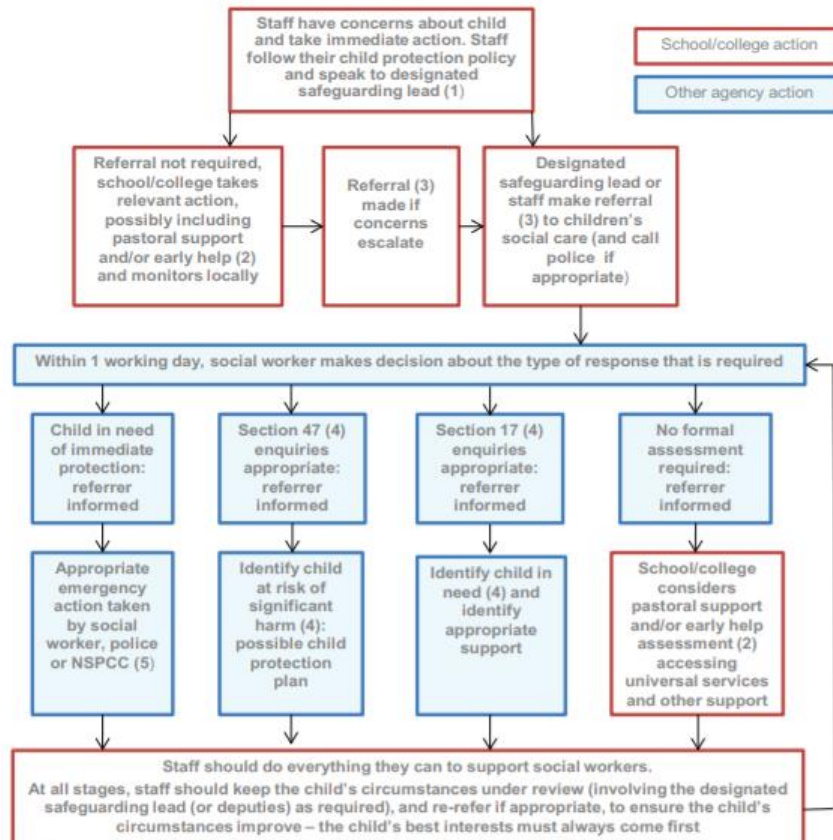 Staff have concerns about child
and take immediate action. Staff
follow their child protection policy
and speak to designated
safeguarding lead (1)
School/college action
Other agency action
Referral not required,
school/college takes
relevant action,
possibly including
pastoral support
and/or early help (2)
and monitors locally
Referral (3)
made if
concerns
escalate
Designated
safeguarding lead or
staff make referral
(3) to children's
social care (and call
police if
appropriate)
Within 1 working day, social worker makes decision about the type of response that is required
Child in need
of immediate
protection:
referrer
informed
Section 47 (4)
enquiries
appropriate:
referrer
informed
Section 17 (4)
enquiries
appropriate:
referrer
informed
No formal
assessment
required:
referrer
informed
Appropriate
emergency
action taken
by social
worker, police
or NSPCC (5)
Identify child
at risk of
significant
harm (4):
possible child
protection
plan
Identify child in
need (4) and
identify
appropriate
support
School/college
considers
pastoral support
and/or early help
assessment (2)
accessing
universal services
and other support
Staff should do everything they can to support social workers.
At all stages, staff should keep the child's circumstances under review (involving the designated
safeguarding lead (or deputies) as required), and re-refer if appropriate, to ensure the child's
circumstances improve – the child's best interests must always come first